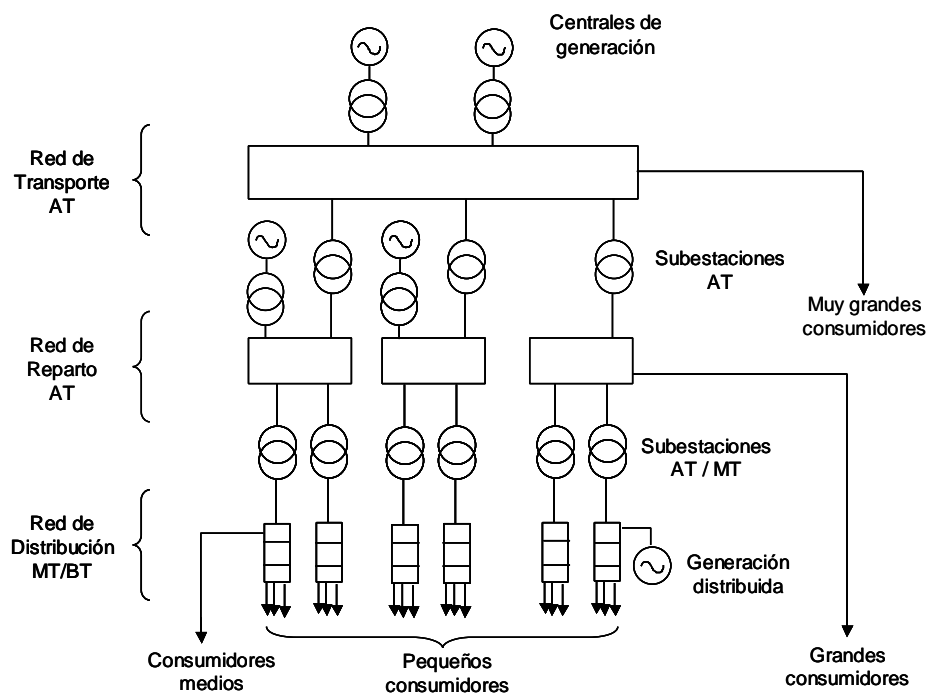 Centrales de
generación
Red de
Transporte
AT
Subestaciones
AT
Muy grandes
consumidores
Red de
Reparto
AT
Subestaciones
AT / MT
Red de
Distribución
MT/BT
Generación
distribuida
Consumidores
medios
Pequeños
consumidores
Grandes
consumidores